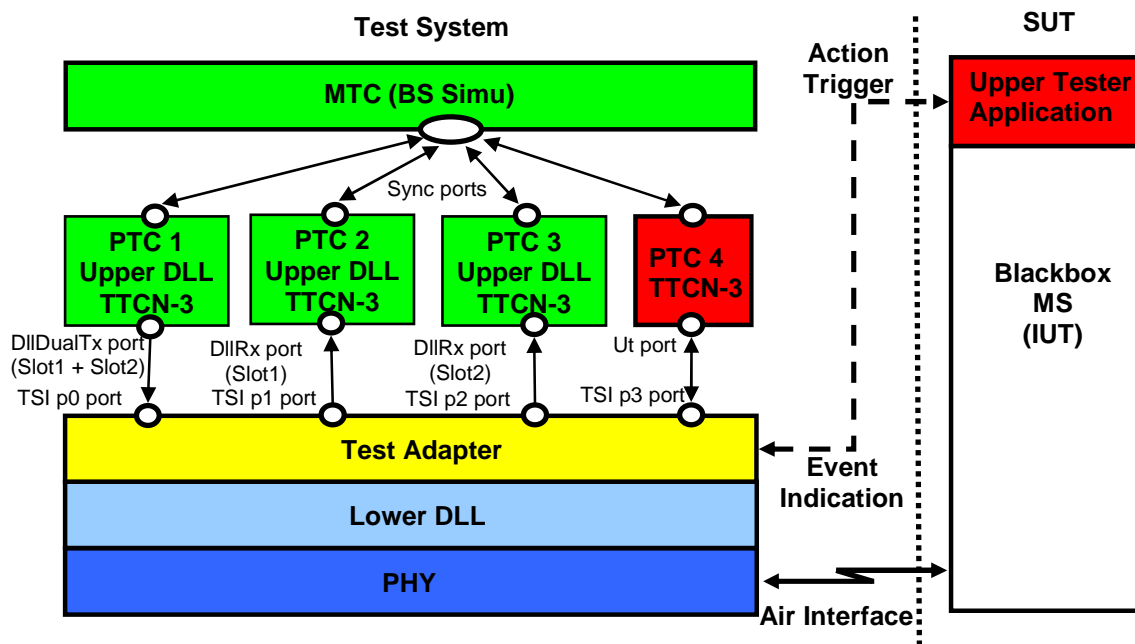 Test System
SUT
Action
Trigger
MTC (BS Simu)
Upper Tester
Application
Sync ports
PTC 1
Upper DLL
TTCN-3
PTC 2
Upper DLL
TTCN-3
PTC 3
Upper DLL
TTCN-3
PTC 4
TTCN-3
Blackbox
MS
(IUT)
DllDualTx port
(Slot1 + Slot2)
TSI p0 port
DllRx port
(Slot1)
TSI p1 port
DllRx port
(Slot2)
TSI p2 port
Ut port
TSI p3 port
Test Adapter
Event
Indication
Lower DLL
PHY
Air Interface